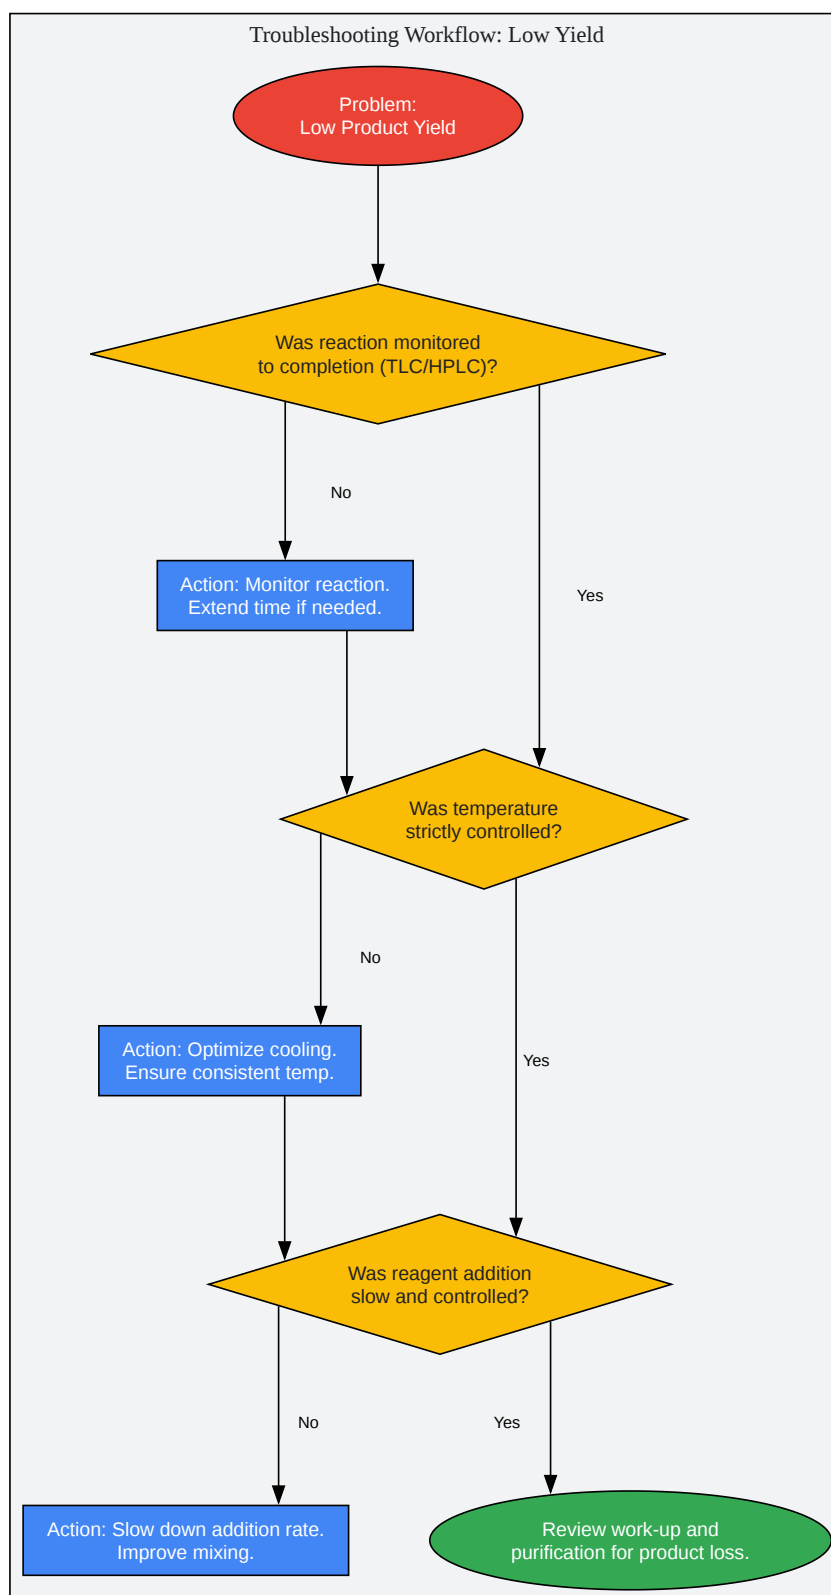 Troubleshooting Workflow: Low Yield
Problem:
Low Product Yield
Was reaction monitored
to completion (TLC/HPLC)?
No
Action: Monitor reaction.
Extend time if needed.
Yes
Was temperature
strictly controlled?
No
Action: Optimize cooling.
Ensure consistent temp.
Yes
Was reagent addition
slow and controlled?
No
Yes
Action: Slow down addition rate.
Improve mixing.
Review work-up and
purification for product loss.